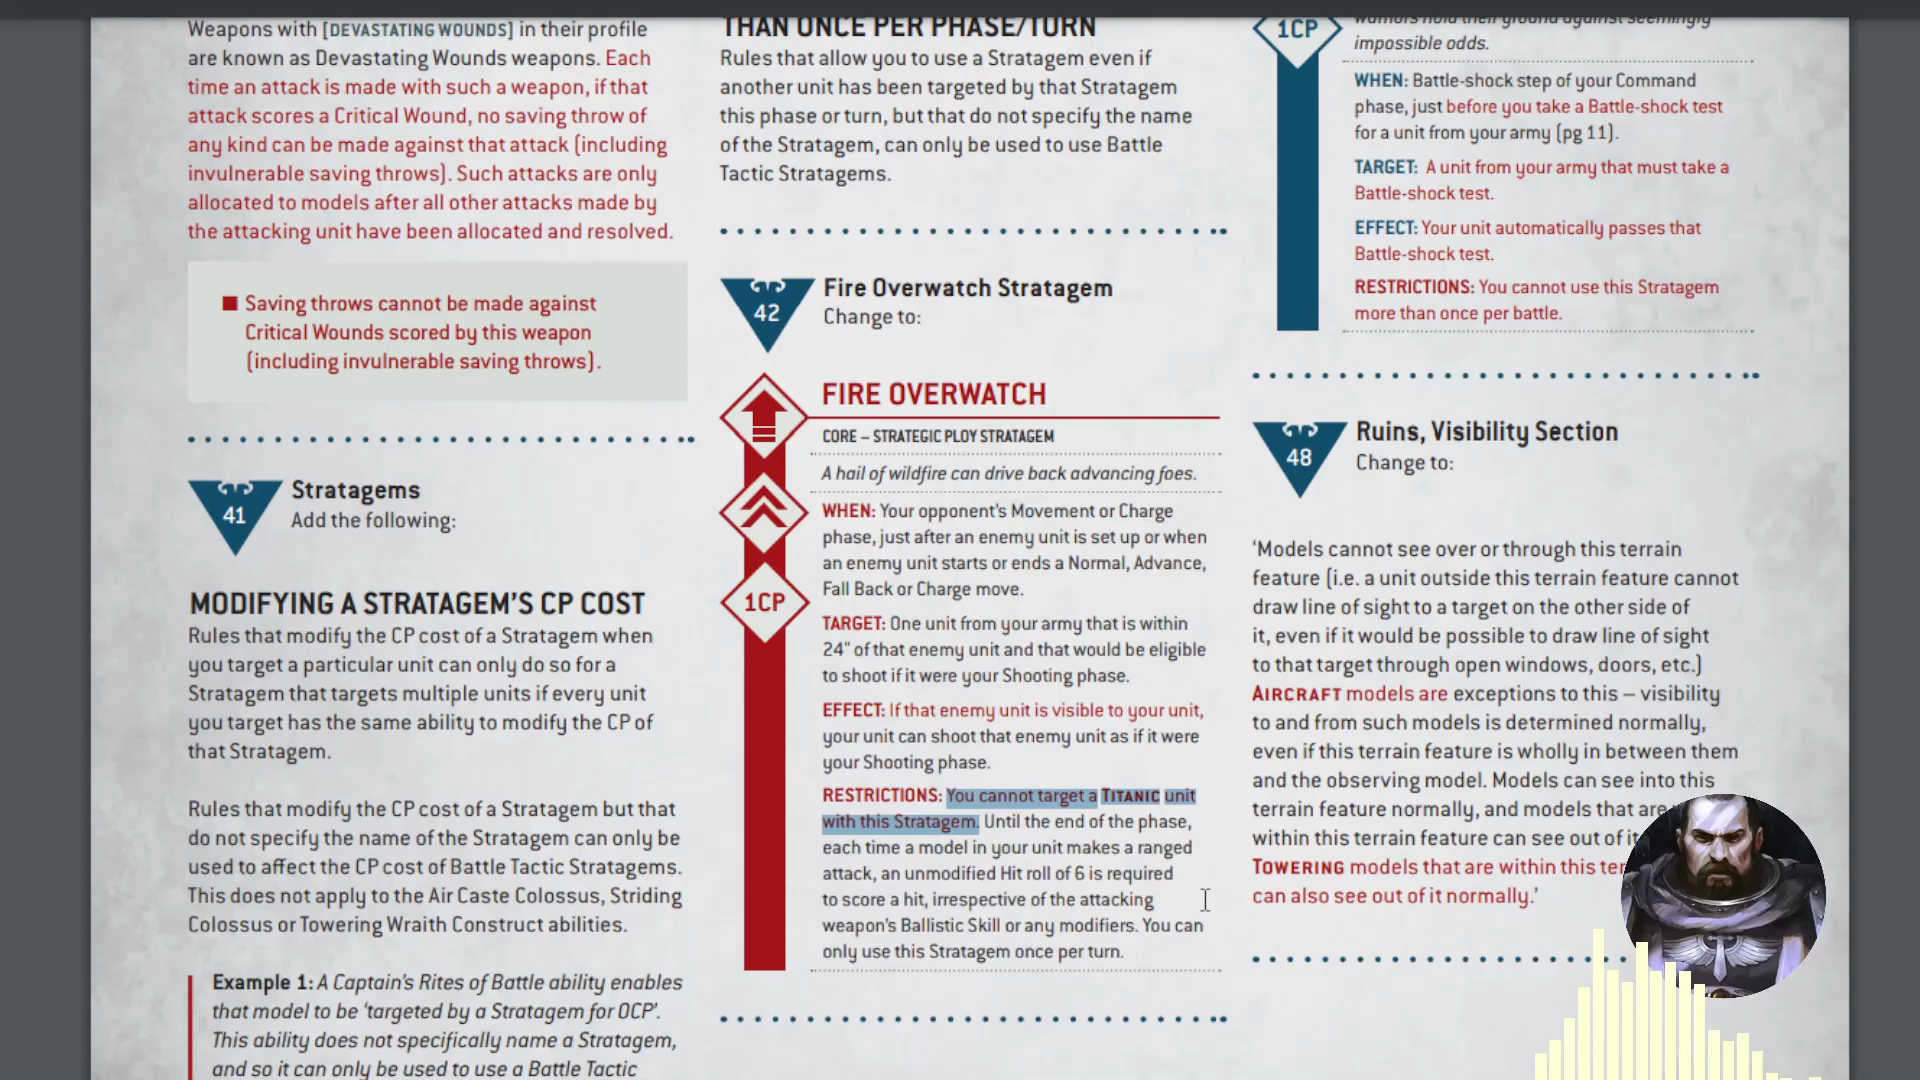 Weapons with [DEVASTATING WOUNDS] in their profile
are known as Devastating Wounds weapons. Each
time an attack is made with such a weapon, if that
attack scores a Critical Wound, no saving throw of
any kind can be made against that attack (including
invulnerable saving throws). Such attacks are only
allocated to models after all other attacks made by
the attacking unit have been allocated and resolved.
■ Saving throws cannot be made against
Critical Wounds scored by this weapon
(including invulnerable saving throws).
41
Stratagems
Add the following:
MODIFYING A STRATAGEM'S CP COST
Rules that modify the CP cost of a Stratagem when
you target a particular unit can only do so for a
Stratagem that targets multiple units if every unit
you target has the same ability to modify the CP of
that Stratagem.
Rules that modify the CP cost of a Stratagem but that
do not specify the name of the Stratagem can only be
used to affect the CP cost of Battle Tactic Stratagems.
This does not apply to the Air Caste Colossus, Striding
Colossus or Towering Wraith Construct abilities.
Example 1: A Captain's Rites of Battle ability enables
that model to be 'targeted by a Stratagem for 0CP'.
This ability does not specifically name a Stratagem,
and so it can only be used to use a Battle Tactic
THAN ONCE PER PHASE/TURN
Rules that allow you to use a Stratagem even if
another unit has been targeted by that Stratagem
this phase or turn, but that do not specify the name
of the Stratagem, can only be used to use Battle
Tactic Stratagems.
42
Fire Overwatch Stratagem
Change to:
FIRE OVERWATCH
CORE – STRATEGIC PLOY STRATAGEM
A hail of wildfire can drive back advancing foes.
1CP
WHEN: Your opponent's Movement or Charge
phase, just after an enemy unit is set up or when
an enemy unit starts or ends a Normal, Advance,
Fall Back or Charge move.
TARGET: One unit from your army that is within
24" of that enemy unit and that would be eligible
to shoot if it were your Shooting phase.
EFFECT: If that enemy unit is visible to your unit,
your unit can shoot that enemy unit as if it were
your Shooting phase.
RESTRICTIONS: You cannot target a TITANIC unit
with this Stratagem. Until the end of the phase,
each time a model in your unit makes a ranged
attack, an unmodified Hit roll of 6 is required
to score a hit, irrespective of the attacking
weapon's Ballistic Skill or any modifiers. You can
only use this Stratagem once per turn.
1CP
warriors hold their ground against seemingly
impossible odds.
WHEN: Battle-shock step of your Command
phase, just before you take a Battle-shock test
for a unit from your army (pg 11).
TARGET: A unit from your army that must take a
Battle-shock test.
EFFECT: Your unit automatically passes that
Battle-shock test.
RESTRICTIONS: You cannot use this Stratagem
more than once per battle.
48
Ruins, Visibility Section
Change to:
'Models cannot see over or through this terrain
feature (i.e. a unit outside this terrain feature cannot
draw line of sight to a target on the other side of
it, even if it would be possible to draw line of sight
to that target through open windows, doors, etc.)
AIRCRAFT models are exceptions to this – visibility
to and from such models is determined normally,
even if this terrain feature is wholly in between them
and the observing model. Models can see into this
terrain feature normally, and models that are
within this terrain feature can see out of it
TOWERING models that are within this
can also see out of it normally.'